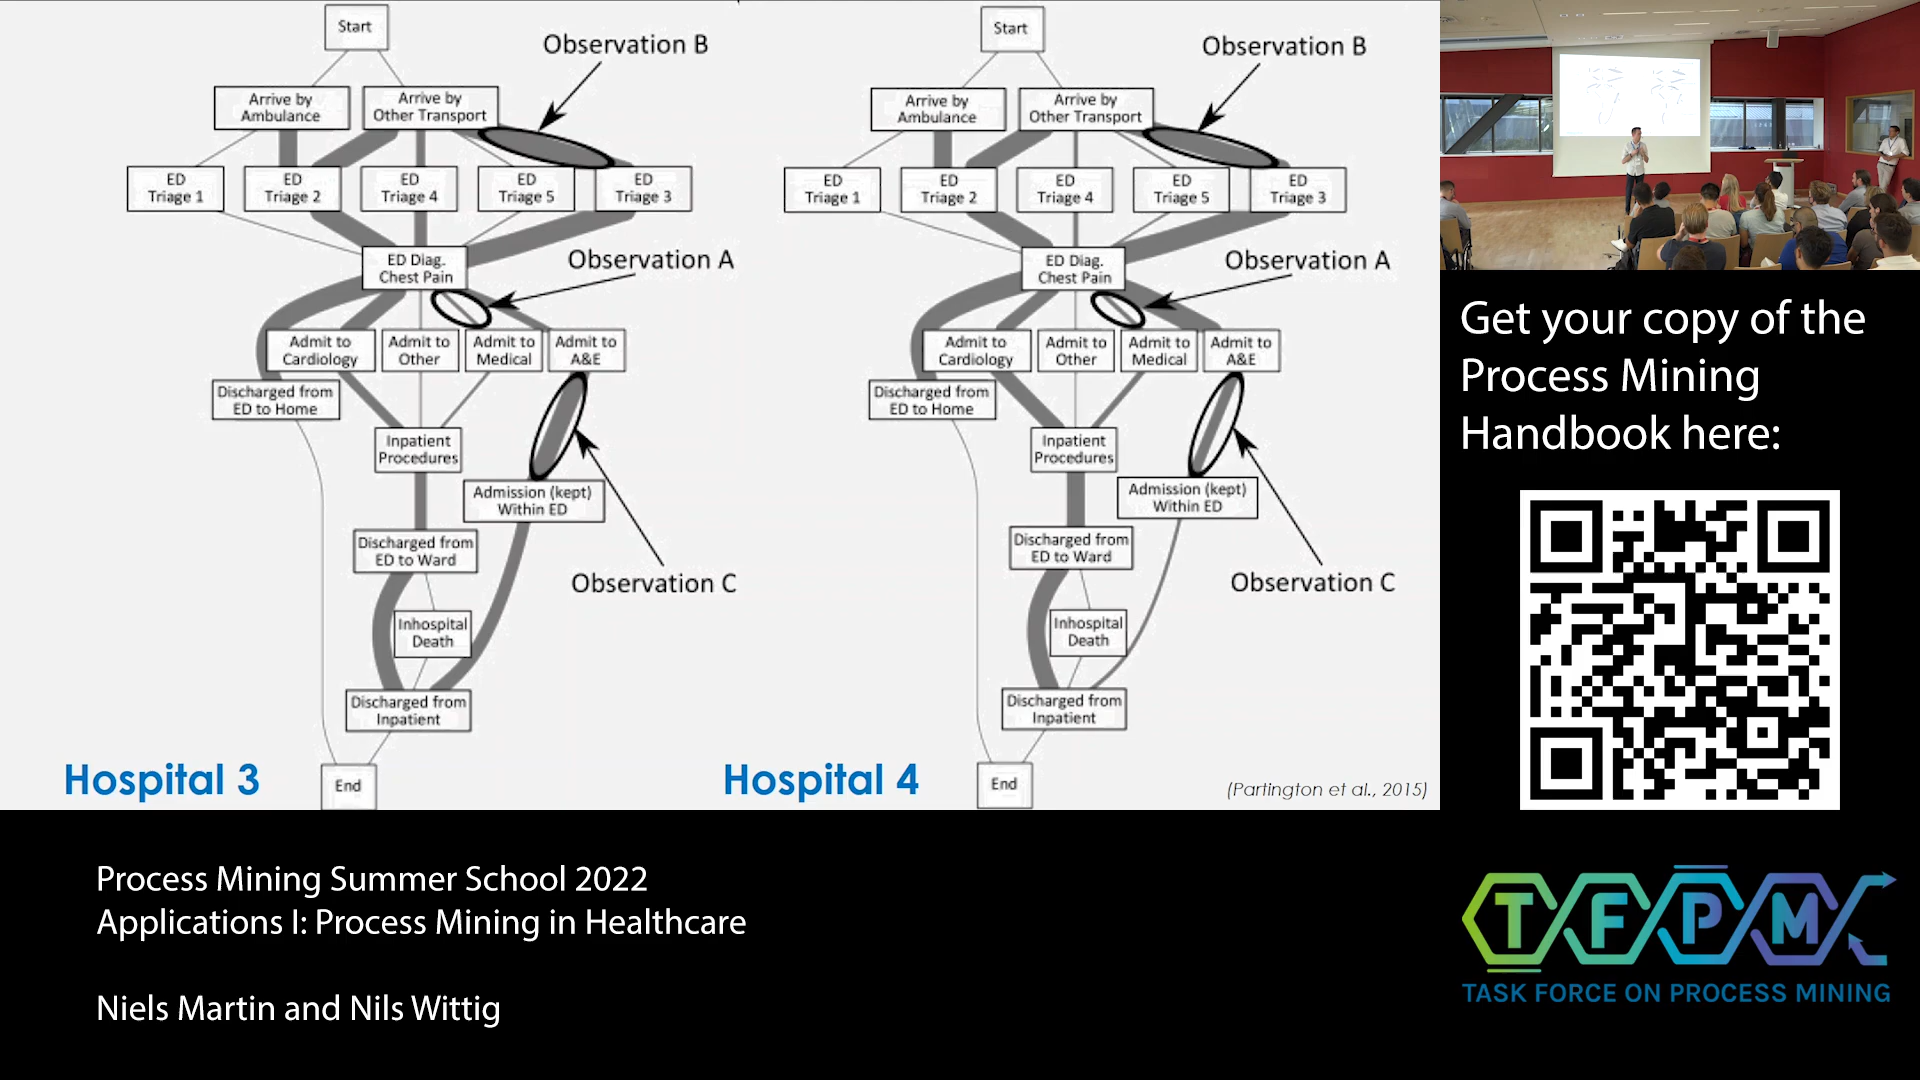 Start
Observation B
Arrive by
Ambulance
Arrive by
Other Transport
ED
Triage 1
ED
Triage 2
ED
Triage 4
ED
Triage 5
ED
Triage 3
ED Diag.
Chest Pain
Observation A
Admit to
Cardiology
Admit to
Other
Admit to
Medical
Admit to
A&E
Discharged from
ED to Home
Inpatient
Procedures
Admission (kept)
Within ED
Discharged from
ED to Ward
Observation C
Inhospital
Death
Discharged from
Inpatient
Hospital 3
End
Start
Observation B
Arrive by
Ambulance
Arrive by
Other Transport
ED
Triage 1
ED
Triage 2
ED
Triage 4
ED
Triage 5
ED
Triage 3
ED Diag.
Chest Pain
Observation A
Admit to
Cardiology
Admit to
Other
Admit to
Medical
Admit to
A&E
Discharged from
ED to Home
Inpatient
Procedures
Admission (kept)
Within ED
Discharged from
ED to Ward
Observation C
Inhospital
Death
Discharged from
Inpatient
Hospital 4
End
(Partington et al., 2015)
Get your copy of the
Process Mining
Handbook here:
Process Mining Summer School 2022
Applications I: Process Mining in Healthcare
Niels Martin and Nils Wittig
TFPM
TASK FORCE ON PROCESS MINING